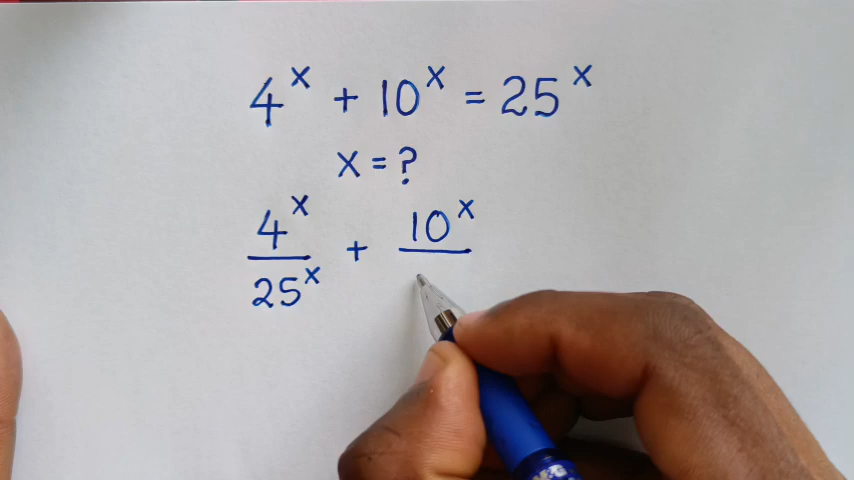 4^x + 10^x = 25^x
x = ?
4^x/25^x + 10^x/